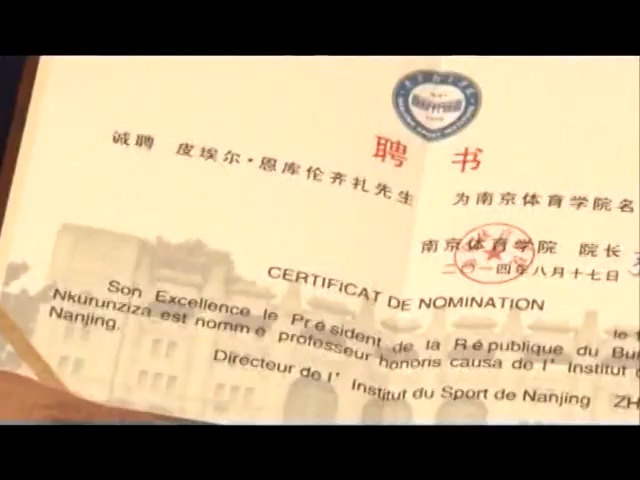 聘 书
诚聘 皮埃尔·恩库伦齐扎先生 为南京体育学院名
南京体育学院 院长
二〇一四年八月十七日
CERTIFICAT DE NOMINATION
Son Excellence le Président de la République du Bu
Nkurunziza est nommé professeur honoris causa de l'Institut
Nanjing.
Directeur de l'Institut du Sport de Nanjing ZH